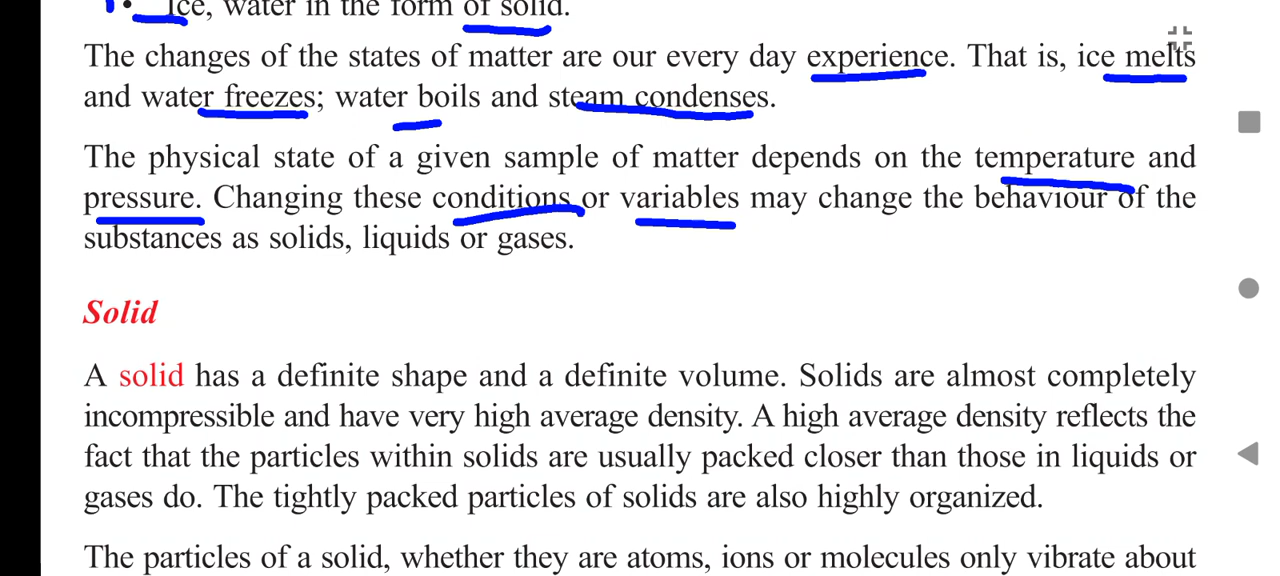 • Ice, water in the form of solid.
The changes of the states of matter are our every day experience. That is, ice melts
and water freezes; water boils and steam condenses.
The physical state of a given sample of matter depends on the temperature and
pressure. Changing these conditions or variables may change the behaviour of the
substances as solids, liquids or gases.
Solid
A solid has a definite shape and a definite volume. Solids are almost completely
incompressible and have very high average density. A high average density reflects the
fact that the particles within solids are usually packed closer than those in liquids or
gases do. The tightly packed particles of solids are also highly organized.
The particles of a solid, whether they are atoms, ions or molecules only vibrate about